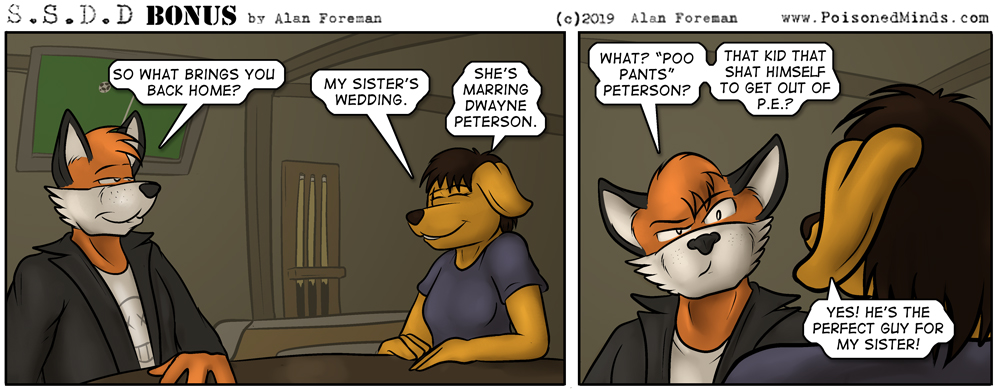 S.S.D.D BONUS by Alan Foreman (c)2019 Alan Foreman www.PoisonedMinds.com
SO WHAT BRINGS YOU
BACK HOME?
MY SISTER'S
WEDDING.
SHE'S
MARRING
DWAYNE
PETERSON.
WHAT? "POO
PANTS"
PETERSON?
THAT KID THAT
SHAT HIMSELF
TO GET OUT OF
P.E.?
YES! HE'S THE
PERFECT GUY FOR
MY SISTER!